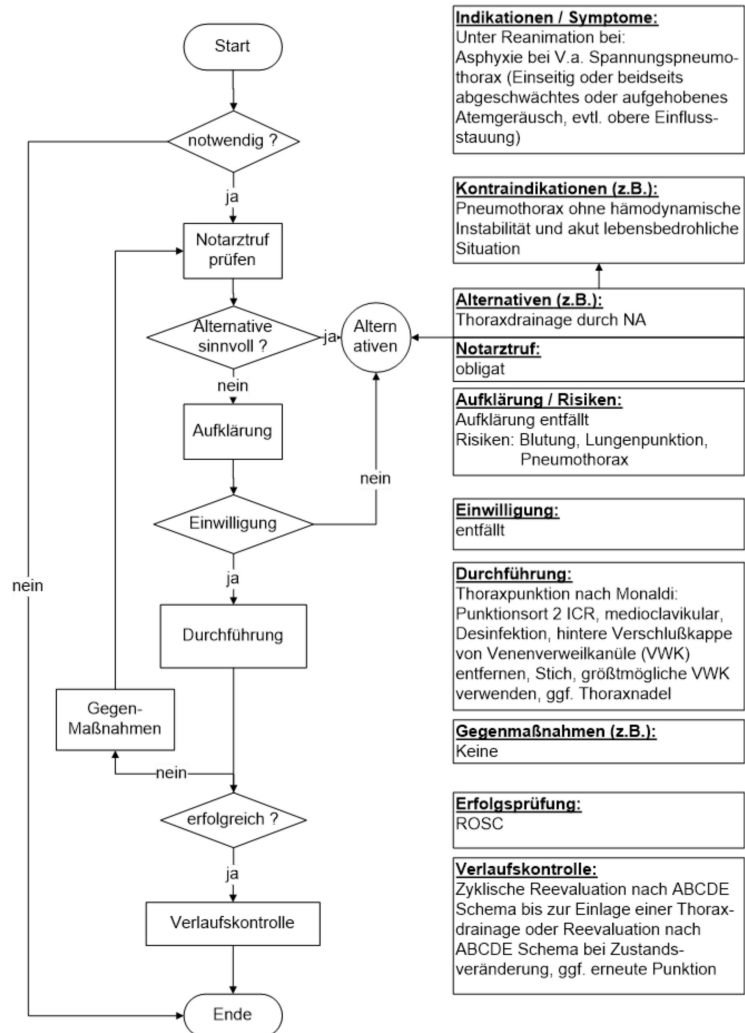 Start
notwendig ?
ja
Notarztruf
prüfen
Alternative
sinnvoll ?
ja
Altern
ativen
nein
Aufklärung
nein
Einwilligung
ja
nein
Durchführung
Gegen-
Maßnahmen
nein
erfolgreich ?
ja
Verlaufskontrolle
Ende
Indikationen / Symptome:
Unter Reanimation bei:
Asphyxie bei V.a. Spannungspneumo-
thorax (Einseitig oder beidseits
abgeschwächtes oder aufgehobenes
Atemgeräusch, evtl. obere Einfluss-
stauung)
Kontraindikationen (z.B.):
Pneumothorax ohne hämodynamische
Instabilität und akut lebensbedrohliche
Situation
Alternativen (z.B.):
Thoraxdrainage durch NA
Notarztruf:
obligat
Aufklärung / Risiken:
Aufklärung entfällt
Risiken: Blutung, Lungenpunktion,
Pneumothorax
Einwilligung:
entfällt
Durchführung:
Thoraxpunktion nach Monaldi:
Punktionsort 2 ICR, medioclavikular,
Desinfektion, hintere Verschlußkappe
von Venenverweilkanüle (VWK)
entfernen, Stich, größtmögliche VWK
verwenden, ggf. Thoraxnadel
Gegenmaßnahmen (z.B.):
Keine
Erfolgsprüfung:
ROSC
Verlaufskontrolle:
Zyklische Reevaluation nach ABCDE
Schema bis zur Einlage einer Thorax-
drainage oder Reevaluation nach
ABCDE Schema bei Zustands-
veränderung, ggf. erneute Punktion